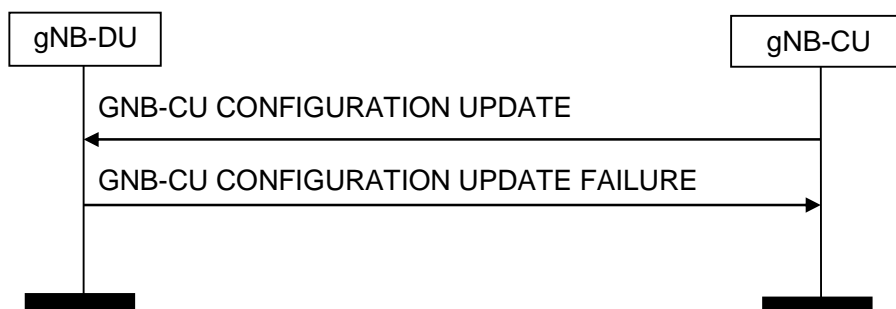 gNB-DU
gNB-CU
GNB-CU CONFIGURATION UPDATE
GNB-CU CONFIGURATION UPDATE FAILURE